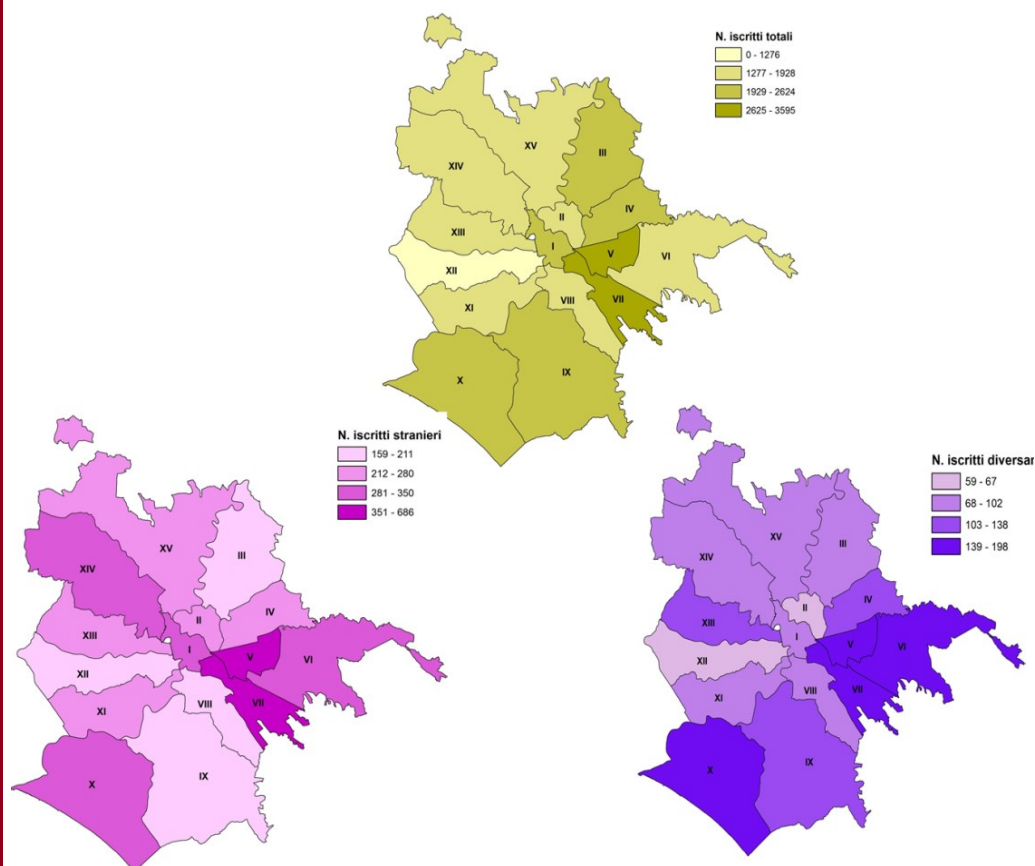 N. iscritti totali
0 - 1276
1277 - 1928
1929 - 2624
2625 - 3595
XV
III
XIV
II
IV
XIII
I
V
VI
XII
VII
XI
VIII
X
IX
N. iscritti stranieri
159 - 211
212 - 280
281 - 350
351 - 686
XV
III
XIV
II
IV
XIII
I
V
VI
XII
VII
XI
VIII
IX
X
N. iscritti diversar
59 - 67
68 - 102
103 - 138
139 - 198
XV
III
XIV
II
IV
XIII
I
V
VI
XII
VII
XI
VIII
IX
X